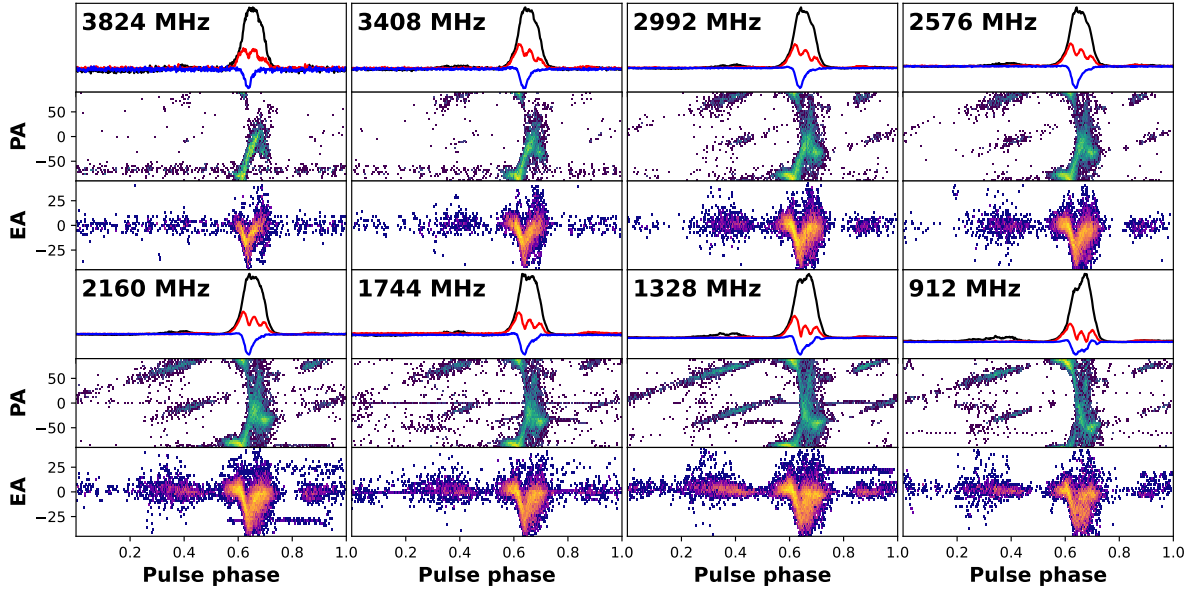 3824 MHz 3408 MHz 2992 MHz 2576 MHz
PA
50
0
−50
EA
25
0
−25
2160 MHz 1744 MHz 1328 MHz 912 MHz
PA
50
0
−50
EA
25
0
−25
0.2 0.4 0.6 0.8 1.0 0.2 0.4 0.6 0.8 1.0 0.2 0.4 0.6 0.8 1.0 0.2 0.4 0.6 0.8 1.0
Pulse phase Pulse phase Pulse phase Pulse phase